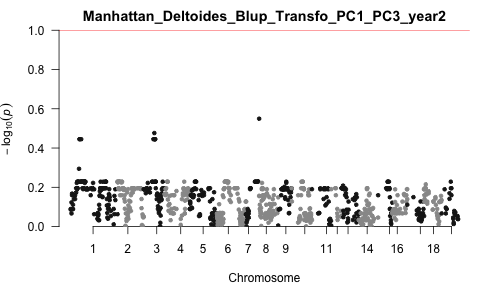 Manhattan_Deltoides_Blup_Transfo_PC1_PC3_year2
1.0
0.8
0.6
0.4
0.2
0.0
− log10(p)
1 2 3 4 5 6 7 8 9 11 14 16 18
Chromosome